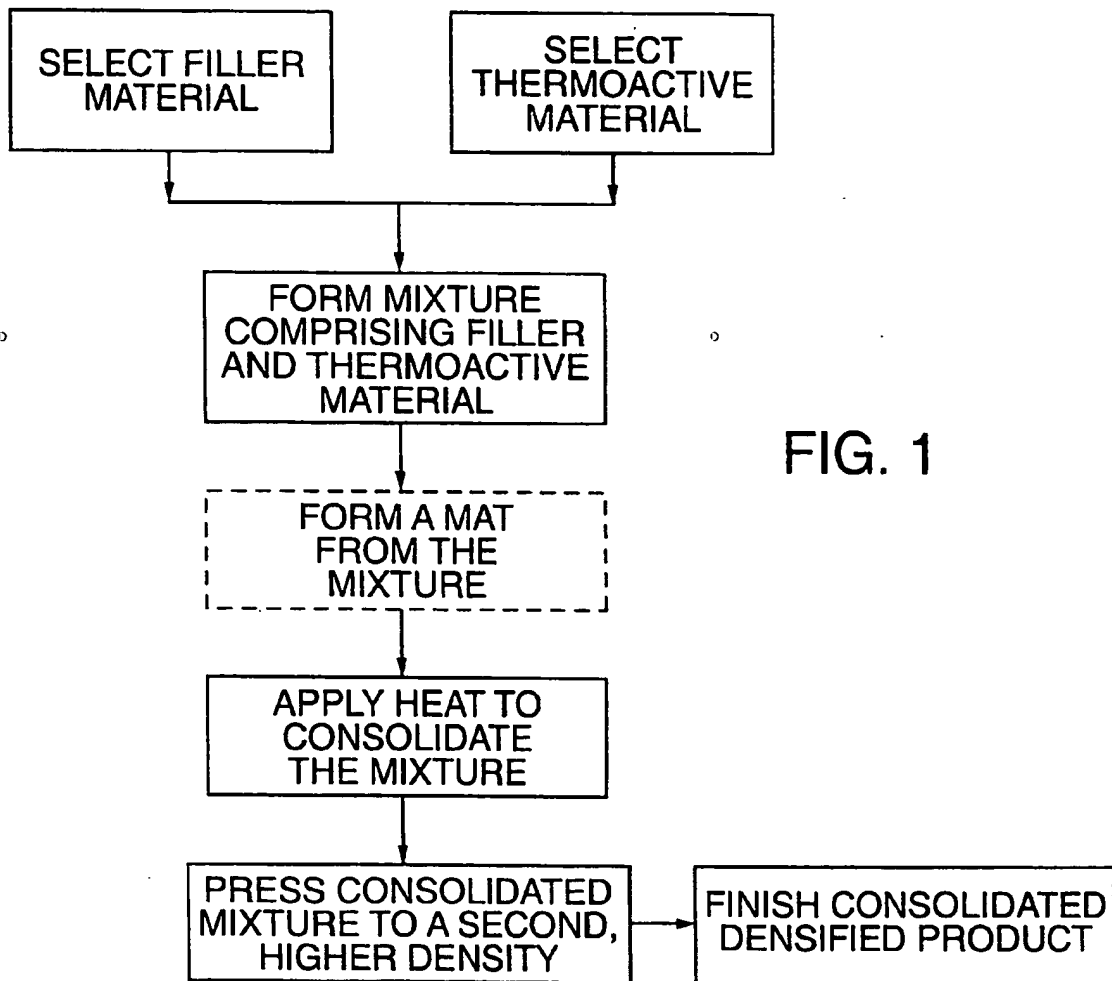 SELECT FILLER
MATERIAL
SELECT
THERMOACTIVE
MATERIAL
FORM MIXTURE
COMPRISING FILLER
AND THERMOACTIVE
MATERIAL
FIG. 1
FORM A MAT
FROM THE
MIXTURE
APPLY HEAT TO
CONSOLIDATE
THE MIXTURE
PRESS CONSOLIDATED
MIXTURE TO A SECOND,
HIGHER DENSITY
FINISH CONSOLIDATED
DENSIFIED PRODUCT